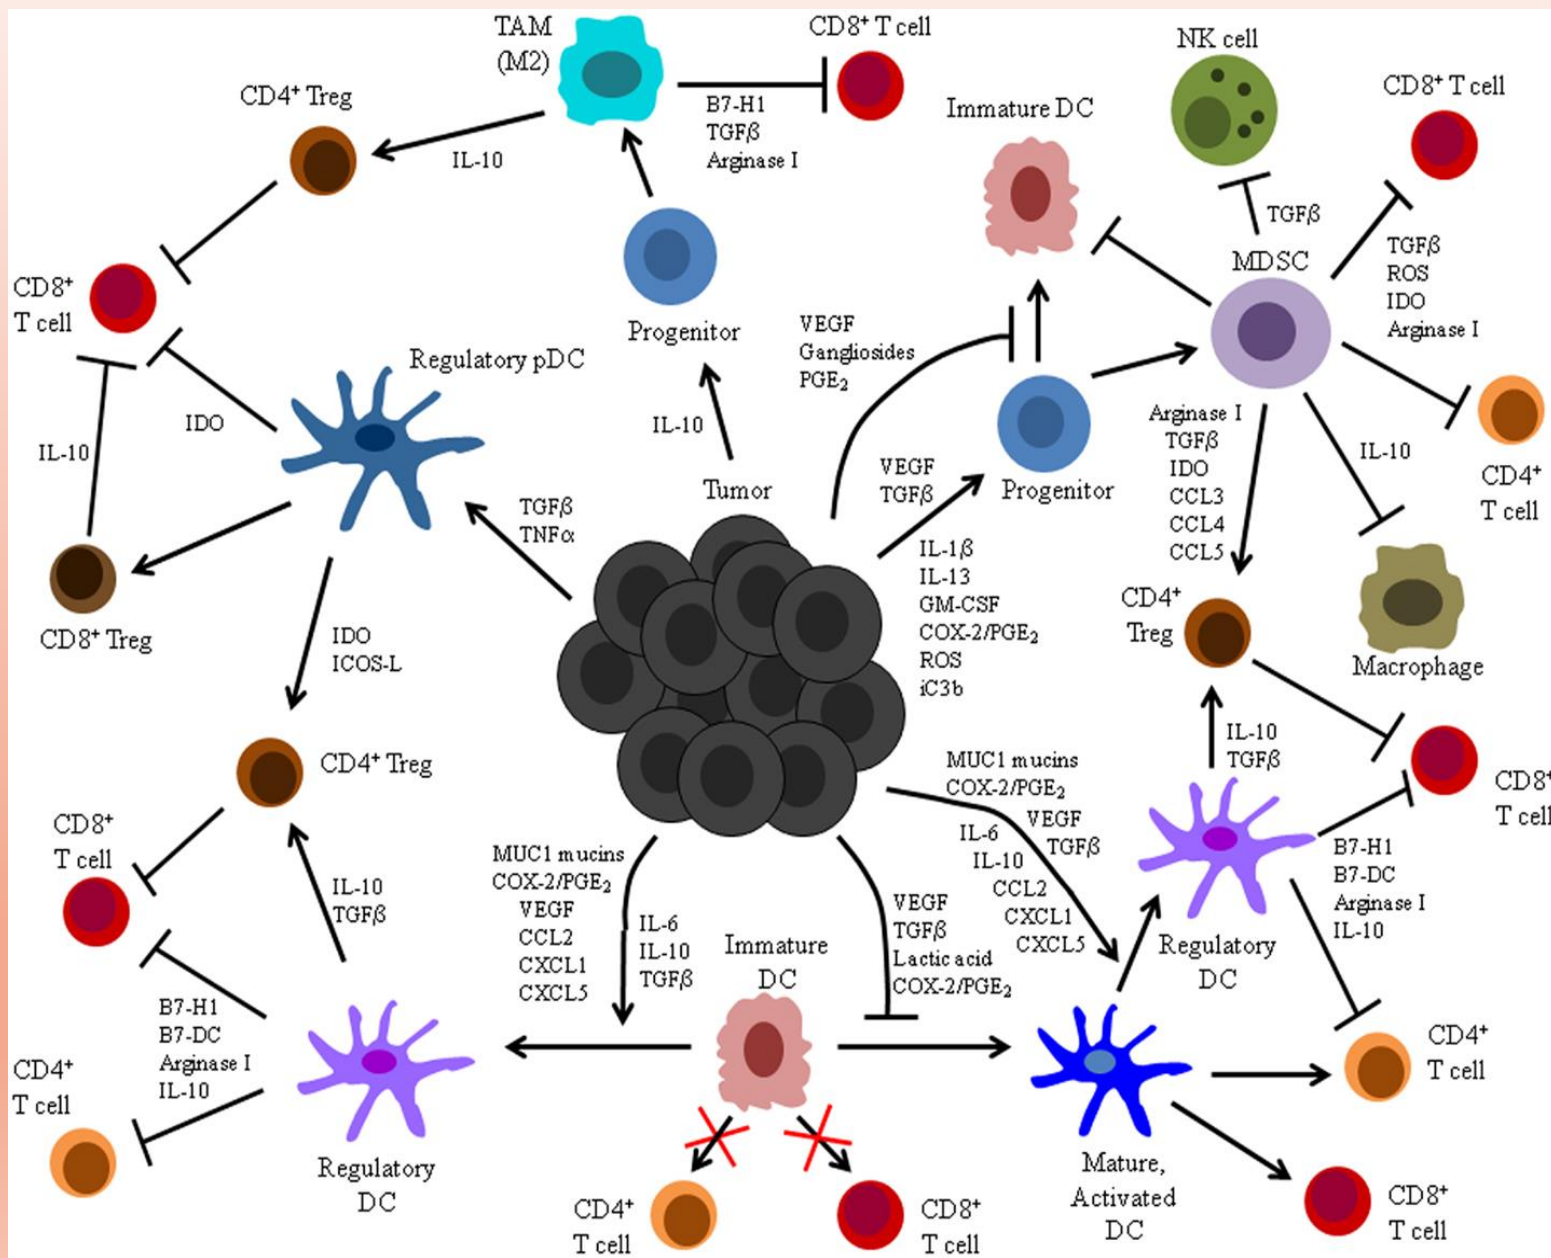 TAM
(M2)
CD8⁺ T cell
B7-H1
TGFβ
Arginase I
CD4⁺ Treg
IL-10
CD8⁺
T cell
Progenitor
IL-10
Regulatory pDC
IDO
IL-10
CD8⁺ Treg
TGFβ
TNFα
IDO
ICOS-L
CD4⁺ Treg
Tumor
Immature DC
NK cell
CD8⁺ T cell
TGFβ
MDSC
TGFβ
ROS
IDO
Arginase I
VEGF
Gangliosides
PGE₂
VEGF
TGFβ
Progenitor
IL-1β
IL-13
GM-CSF
COX-2/PGE₂
ROS
iC3b
Arginase I
TGFβ
IDO
CCL3
CCL4
CCL5
IL-10
CD4⁺
T cell
CD4⁺
Treg
Macrophage
IL-10
TGFβ
CD8⁺
T cell
B7-H1
B7-DC
Arginase I
IL-10
Regulatory
DC
MUC1 mucins
COX-2/PGE₂
VEGF
TGFβ
IL-6
IL-10
CCL2
CXCL1
CXCL5
CD8⁺
T cell
IL-10
TGFβ
MUC1 mucins
COX-2/PGE₂
VEGF
CCL2
CXCL1
CXCL5
IL-6
IL-10
TGFβ
Immature
DC
VEGF
TGFβ
Lactic acid
COX-2/PGE₂
B7-H1
B7-DC
Arginase I
IL-10
CD4⁺
T cell
Regulatory
DC
CD4⁺
T cell
CD8⁺
T cell
Mature,
Activated
DC
CD4⁺
T cell
CD8⁺
T cell